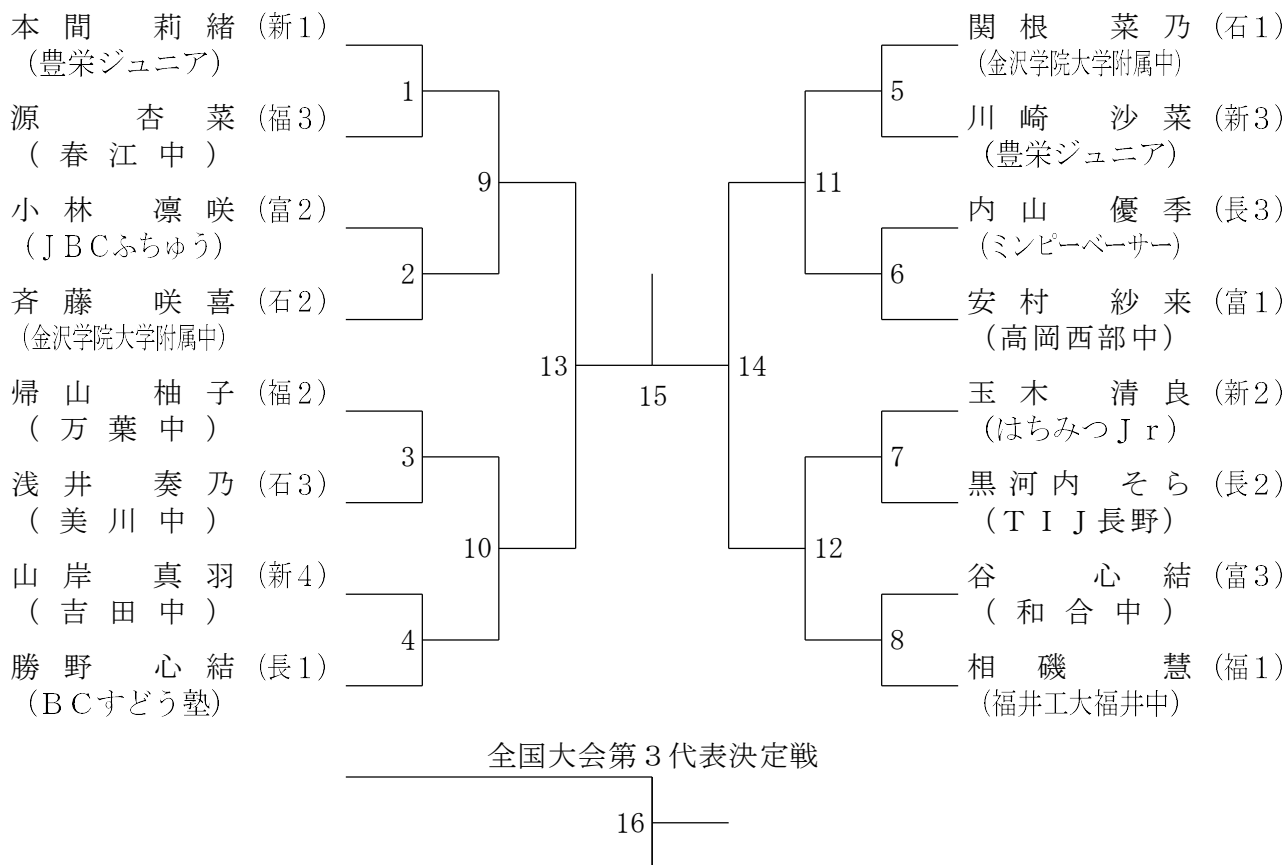 本間 莉緒 (新1)
(豊栄ジュニア)
1
源 杏菜 (福3)
(春江中)
9
小林 凛咲 (富2)
(ＪＢＣふちゅう)
2
斉藤 咲喜 (石2)
(金沢学院大学附属中)
13
帰山 柚子 (福2)
(万葉中)
3
浅井 奏乃 (石3)
(美川中)
10
山岸 真羽 (新4)
(吉田中)
4
勝野 心結 (長1)
(ＢＣすどう塾)
15
関根 菜乃 (石1)
(金沢学院大学附属中)
5
川崎 沙菜 (新3)
(豊栄ジュニア)
11
内山 優季 (長3)
(ミンピーベーサー)
6
安村 紗来 (富1)
(高岡西部中)
14
玉木 清良 (新2)
(はちみつＪｒ)
7
黒河内 そら (長2)
(ＴＩＪ長野)
12
谷 心結 (富3)
(和合中)
8
相磯 慧 (福1)
(福井工大福井中)
全国大会第３代表決定戦
16